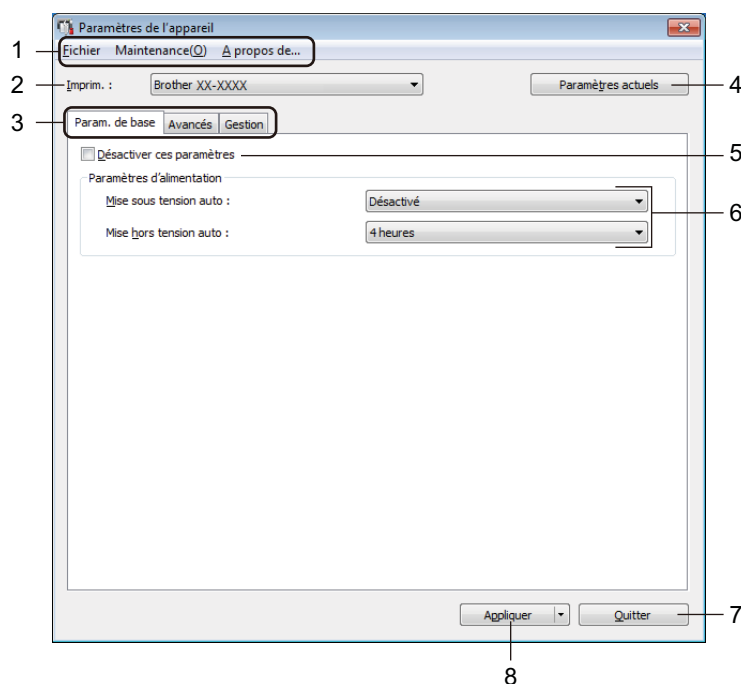 Paramètres de l'appareil
1
Fichier Maintenance(O) A propos de...
2
Imprim. : Brother XX-XXXX
Paramètres actuels
4
3
Param. de base Avancés Gestion
Désactiver ces paramètres
5
Paramètres d'alimentation
Mise sous tension auto : Désactivé
6
Mise hors tension auto : 4 heures
Appliquer Quitter
7
8